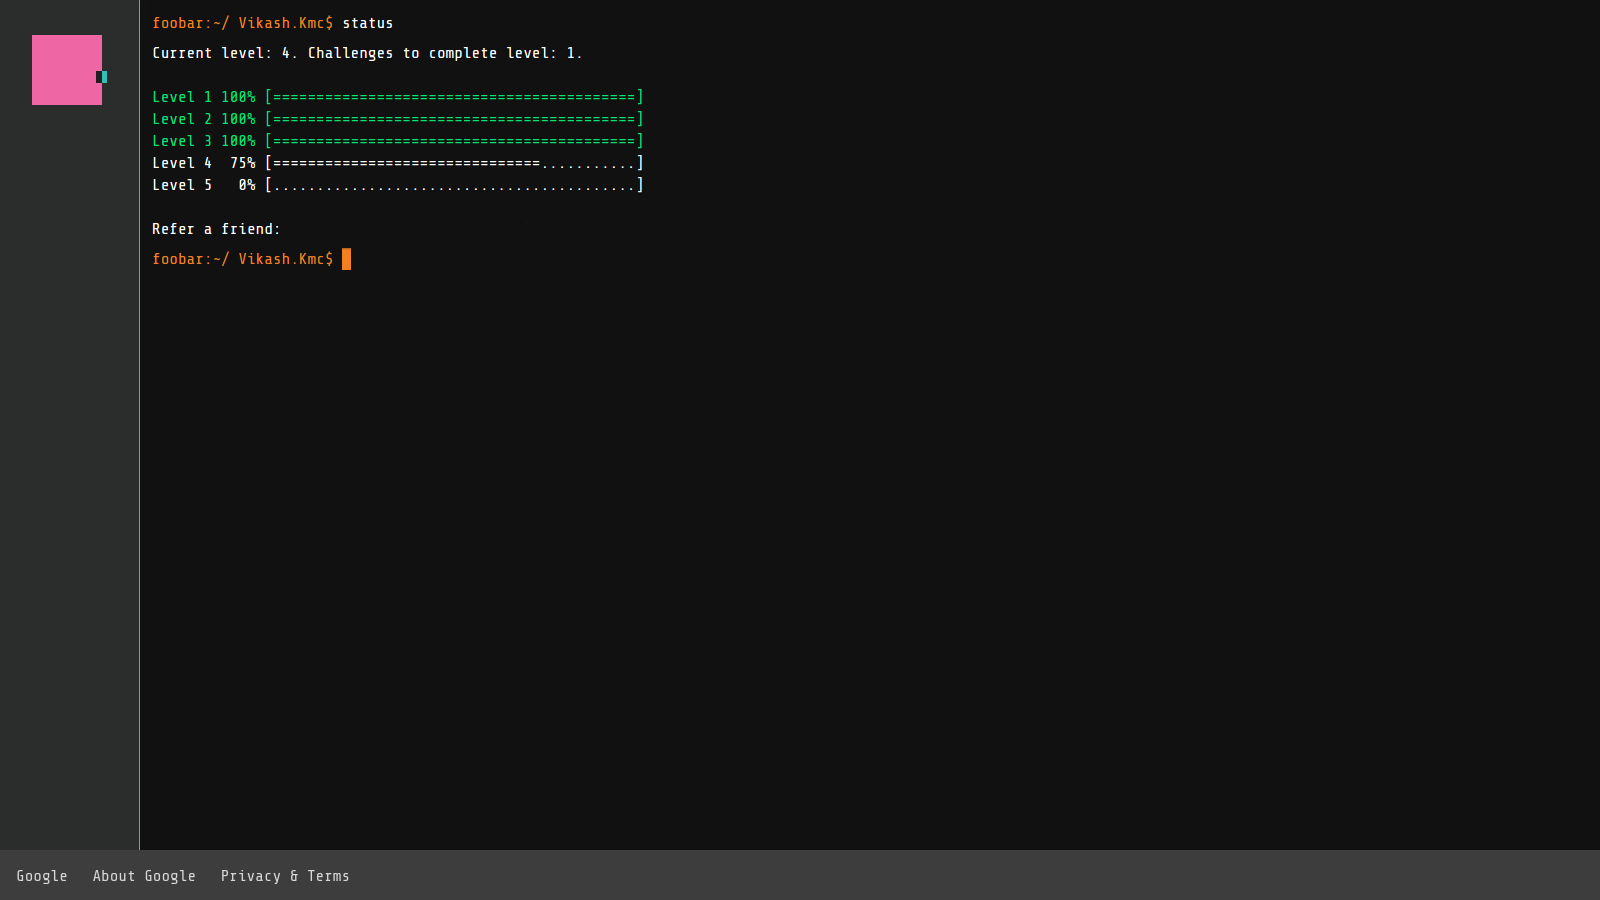 foobar:~/ Vikash.Kmc$ status
Current level: 4. Challenges to complete level: 1.
Level 1 100% [==========================================]
Level 2 100% [==========================================]
Level 3 100% [==========================================]
Level 4  75% [===============================...........]
Level 5   0% [..........................................]
Refer a friend:
foobar:~/ Vikash.Kmc$
Google   About Google   Privacy & Terms